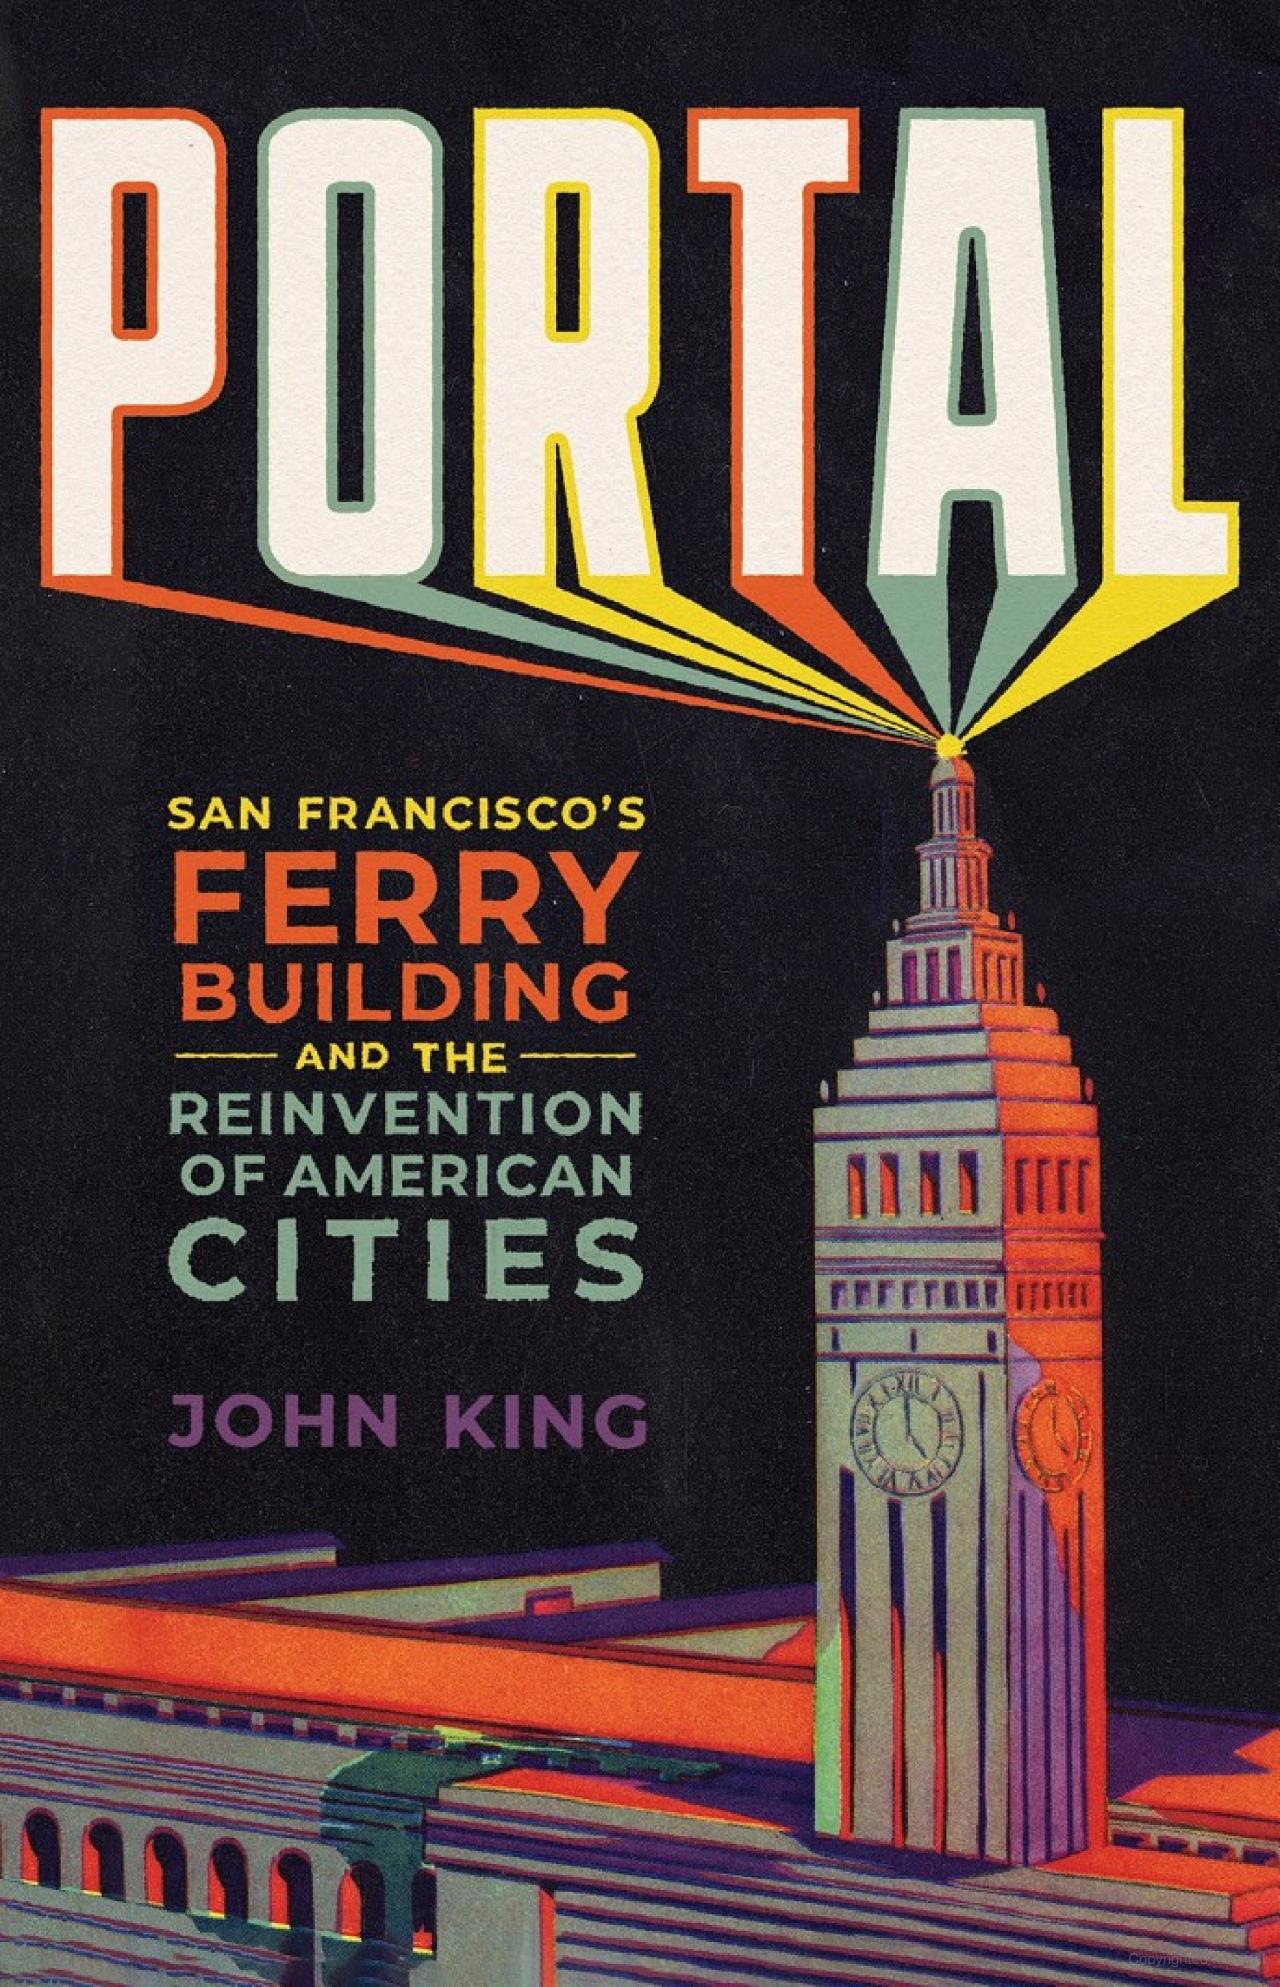 PORTAL
SAN FRANCISCO'S
FERRY
BUILDING
AND THE
REINVENTION
OF AMERICAN
CITIES
JOHN KING